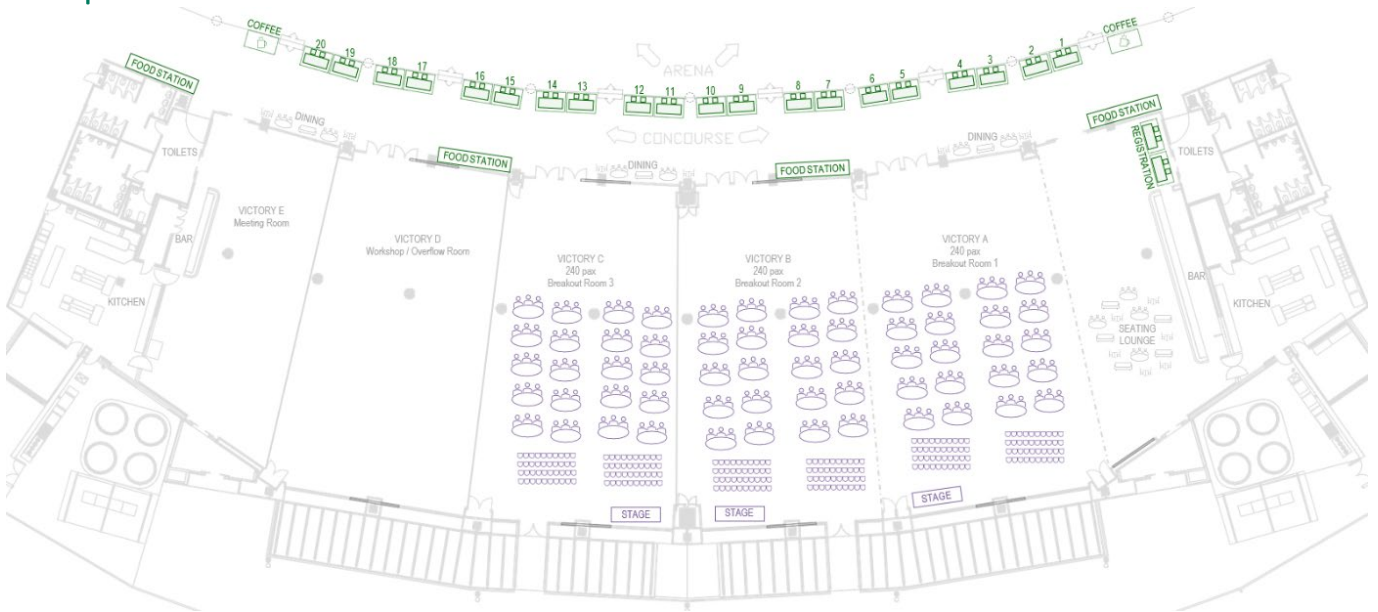 COFFEE
20
19
18
17
16
15
14
13
12
11
10
9
8
7
6
5
4
3
2
1
COFFEE
ARENA
CONCOURSE
FOOD STATION
DINING
TOILETS
FOOD STATION
DINING
FOOD STATION
DINING
FOOD STATION
REGISTRATION
TOILETS
VICTORY E
Meeting Room
BAR
KITCHEN
VICTORY D
Workshop / Overflow Room
VICTORY C
240 pax
Breakout Room 3
VICTORY B
240 pax
Breakout Room 2
VICTORY A
240 pax
Breakout Room 1
BAR
KITCHEN
SEATING
LOUNGE
STAGE
STAGE
STAGE